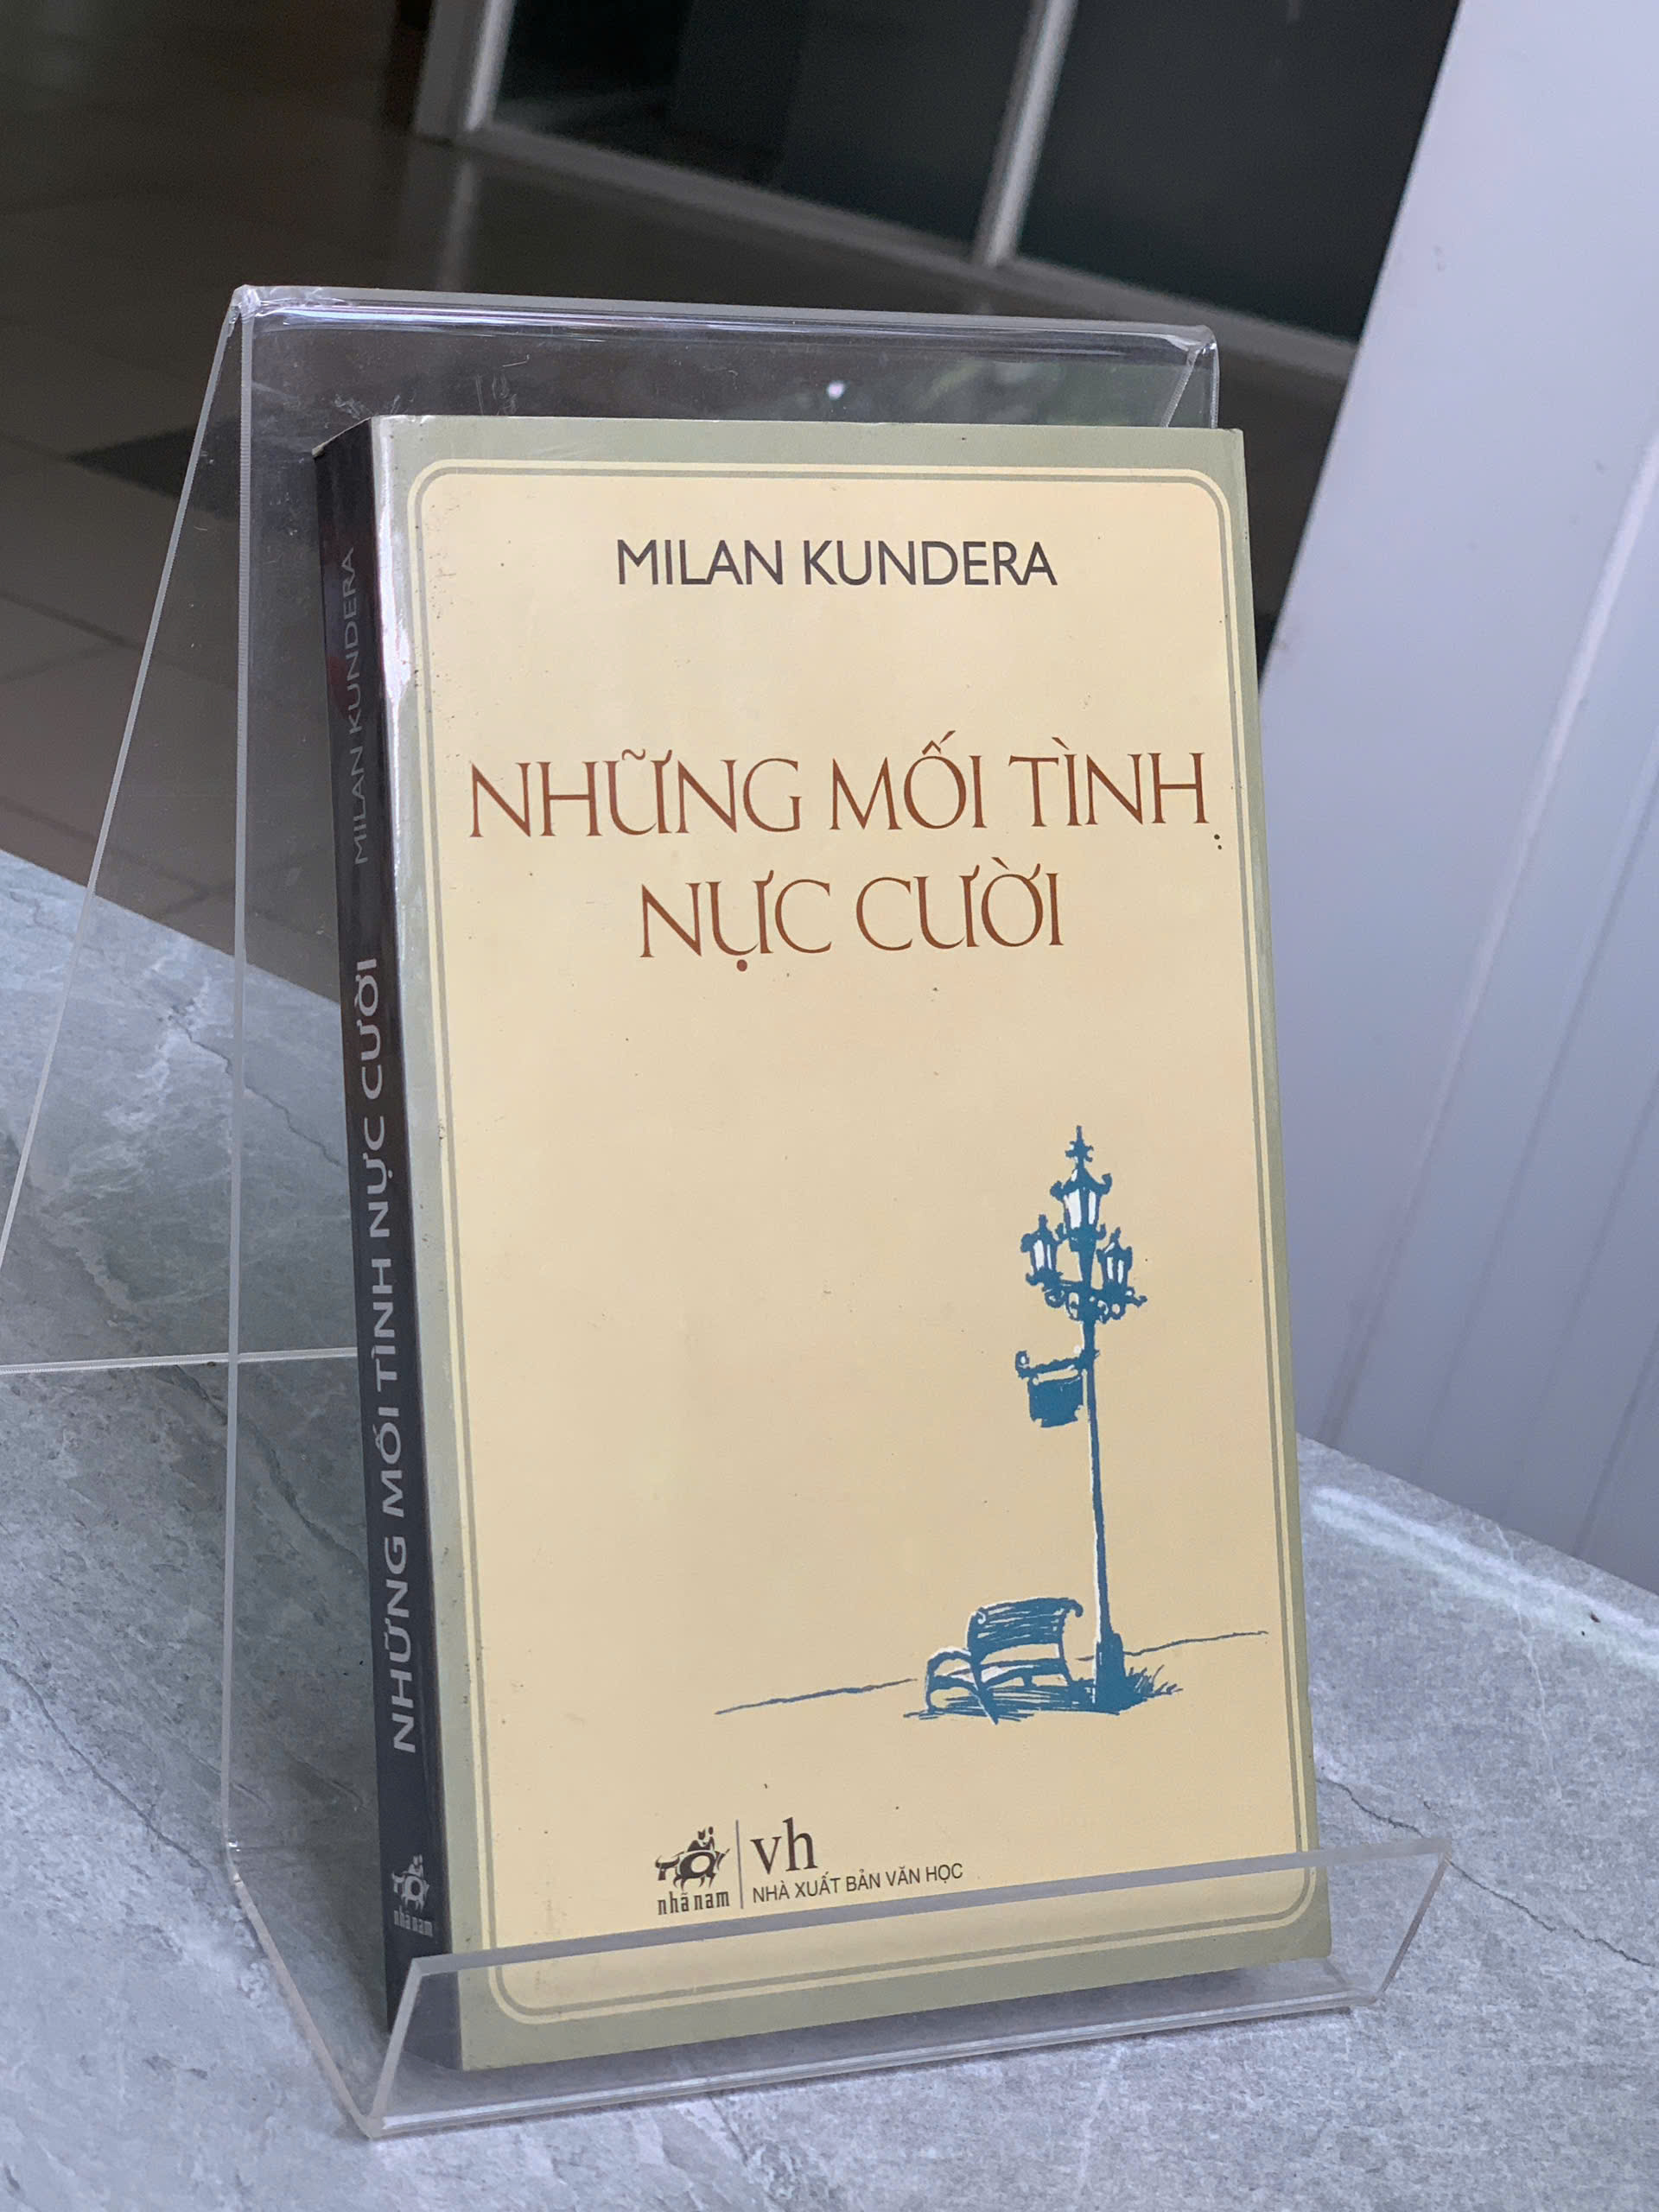 MILAN KUNDERA
NHỮNG MỐI TÌNH
NỰC CƯỜI
nhã nam
vh
NHÀ XUẤT BẢN VĂN HỌC
NHỮNG MỐI TÌNH NỰC CƯỜI MILAN KUNDERA
nhã nam